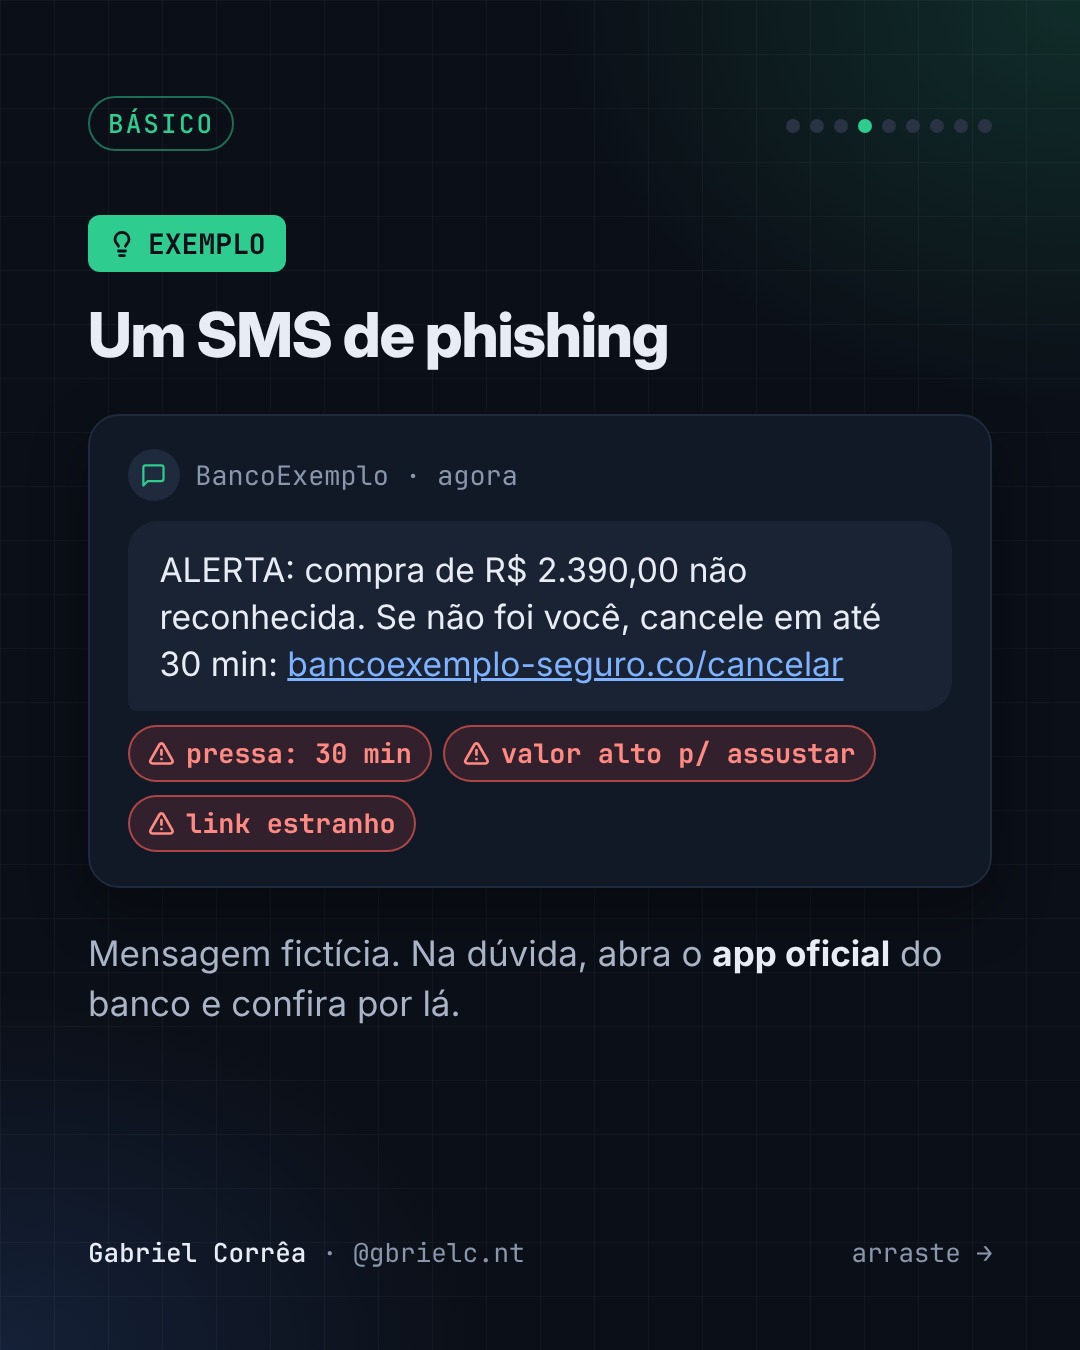 BÁSICO
EXEMPLO
Um SMS de phishing
BancoExemplo · agora
ALERTA: compra de R$ 2.390,00 não
reconhecida. Se não foi você, cancele em até
30 min: bancoexemplo-seguro.co/cancelar
pressa: 30 min
valor alto p/ assustar
link estranho
Mensagem fictícia. Na dúvida, abra o app oficial do
banco e confira por lá.
Gabriel Corrêa · @gbrielc.nt
arraste →